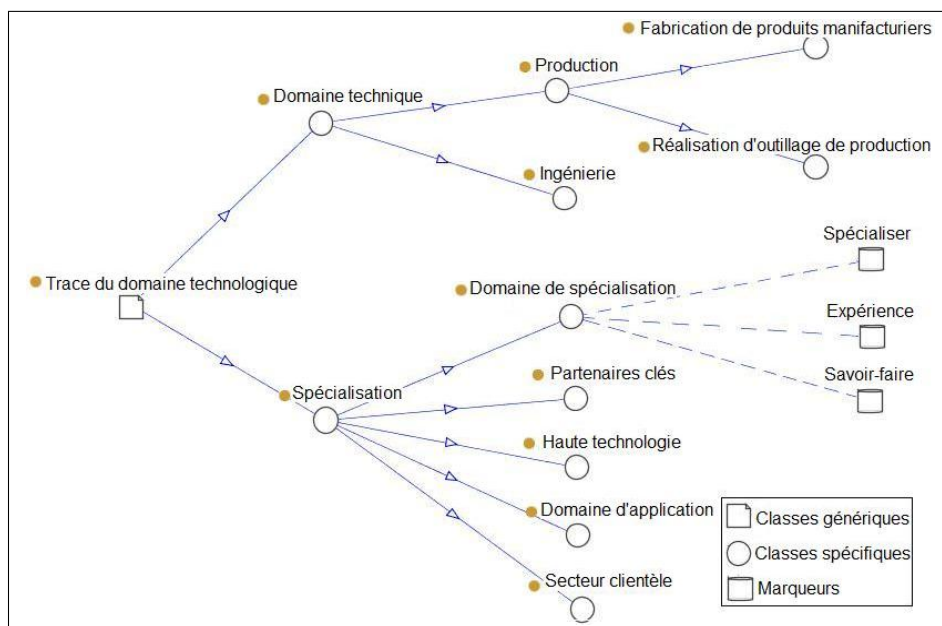 Fabrication de produits manifacturiers
Production
Domaine technique
Réalisation d'outillage de production
Ingénierie
Spécialiser
Trace du domaine technologique
Domaine de spécialisation
Expérience
Savoir-faire
Partenaires clés
Spécialisation
Haute technologie
Domaine d'application
Secteur clientèle
Classes génériques
Classes spécifiques
Marqueurs